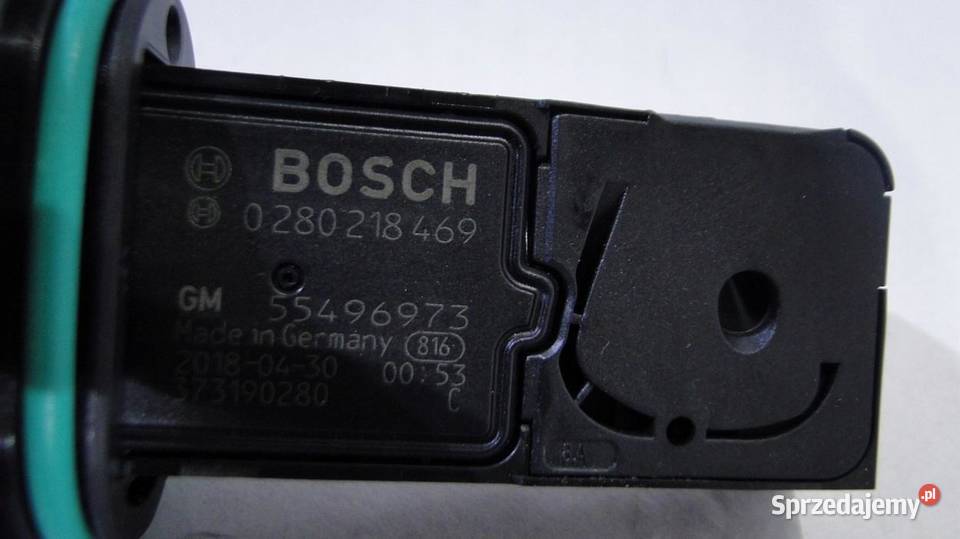 BOSCH
0 280 218 469
GM 55496973
Made in Germany 816
2018-04-30 00:53
373190280 C
6.A
Sprzedajemy.pl